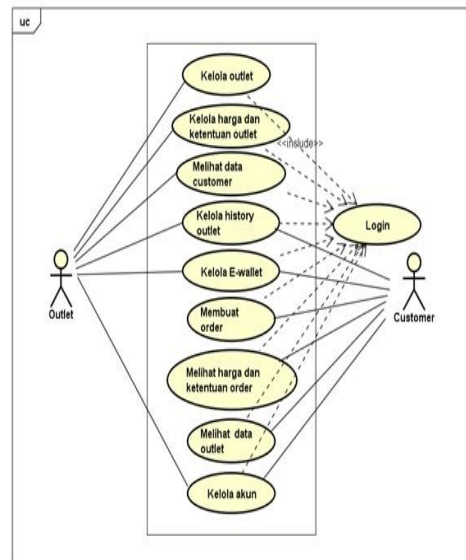 uc
Kelola outlet
Kelola harga dan
ketentuan outlet
<<include>>
Melihat data
customer
Kelola history
outlet
Login
Kelola E-wallet
Outlet
Customer
Membuat
order
Melihat harga dan
ketentuan order
Melihat data
outlet
Kelola akun